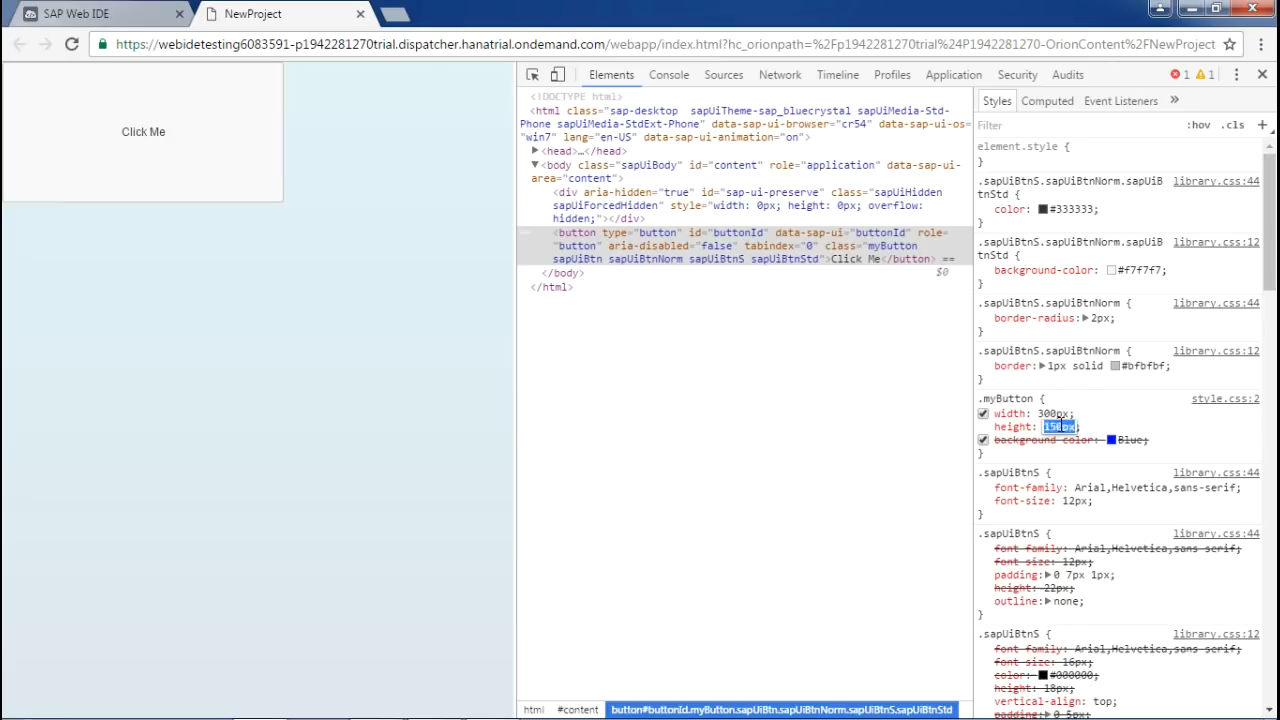 SAP Web IDE
NewProject
https://webidetesting6083591-p1942281270trial.dispatcher.hanatrial.ondemand.com/webapp/index.html?hc_orionpath=%2Fp1942281270trial%24P1942281270-OrionContent%2FNewProject
Click Me
Elements Console Sources Network Timeline Profiles Application Security Audits 1 1
<!DOCTYPE html>
<html class="sap-desktop  sapUiTheme-sap_bluecrystal sapUiMedia-Std-
Phone sapUiMedia-StdExt-Phone" data-sap-ui-browser="cr54" data-sap-ui-os=
"win7" lang="en-US" data-sap-ui-animation="on">
<head>…</head>
<body class="sapUiBody" id="content" role="application" data-sap-ui-
area="content">
<div aria-hidden="true" id="sap-ui-preserve" class="sapUiHidden
sapUiForcedHidden" style="width: 0px; height: 0px; overflow:
hidden;"></div>
<button type="button" id="buttonId" data-sap-ui="buttonId" role=
"button" aria-disabled="false" tabindex="0" class="myButton
sapUiBtn sapUiBtnNorm sapUiBtnS sapUiBtnStd">Click Me</button> ==
$0
</body>
</html>
html #content button#buttonId.myButton.sapUiBtn.sapUiBtnNorm.sapUiBtnS.sapUiBtnStd
Styles Computed Event Listeners »
Filter :hov .cls +
element.style {
}
.sapUiBtnS.sapUiBtnNorm.sapUiB library.css:44
tnStd {
color: #333333;
}
.sapUiBtnS.sapUiBtnNorm.sapUiB library.css:12
tnStd {
background-color: #f7f7f7;
}
.sapUiBtnS.sapUiBtnNorm { library.css:44
border-radius: 2px;
}
.sapUiBtnS.sapUiBtnNorm { library.css:12
border: 1px solid #bfbfbf;
}
.myButton { style.css:2
width: 300px;
height: 150px;
background-color: Blue;
}
.sapUiBtnS { library.css:44
font-family: Arial,Helvetica,sans-serif;
font-size: 12px;
}
.sapUiBtnS { library.css:44
font-family: Arial,Helvetica,sans-serif;
font-size: 12px;
padding: 0 7px 1px;
height: 22px;
outline: none;
}
.sapUiBtnS { library.css:12
font-family: Arial,Helvetica,sans-serif;
font-size: 16px;
color: #000000;
height: 18px;
vertical-align: top;
padding: 0 5px;